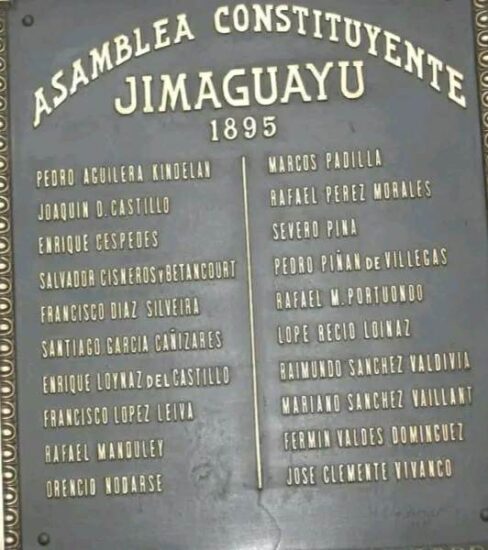 ASAMBLEA CONSTITUYENTE
JIMAGUAYU
1895
PEDRO AGUILERA KINDELAN
JOAQUIN D. CASTILLO
ENRIQUE CESPEDES
SALVADOR CISNEROS Y BETANCOURT
FRANCISCO DIAZ SILVEIRA
SANTIAGO GARCIA CAÑIZARES
ENRIQUE LOYNAZ DEL CASTILLO
FRANCISCO LOPEZ LEIVA
RAFAEL MANDULEY
ORENCIO NODARSE
MARCOS PADILLA
RAFAEL PEREZ MORALES
SEVERO PINA
PEDRO PIÑAN DE VILLEGAS
RAFAEL M. PORTUONDO
LOPE RECIO LOINAZ
RAIMUNDO SANCHEZ VALDIVIA
MARIANO SANCHEZ VAILLANT
FERMIN VALDES DOMINGUEZ
JOSE CLEMENTE VIVANCO